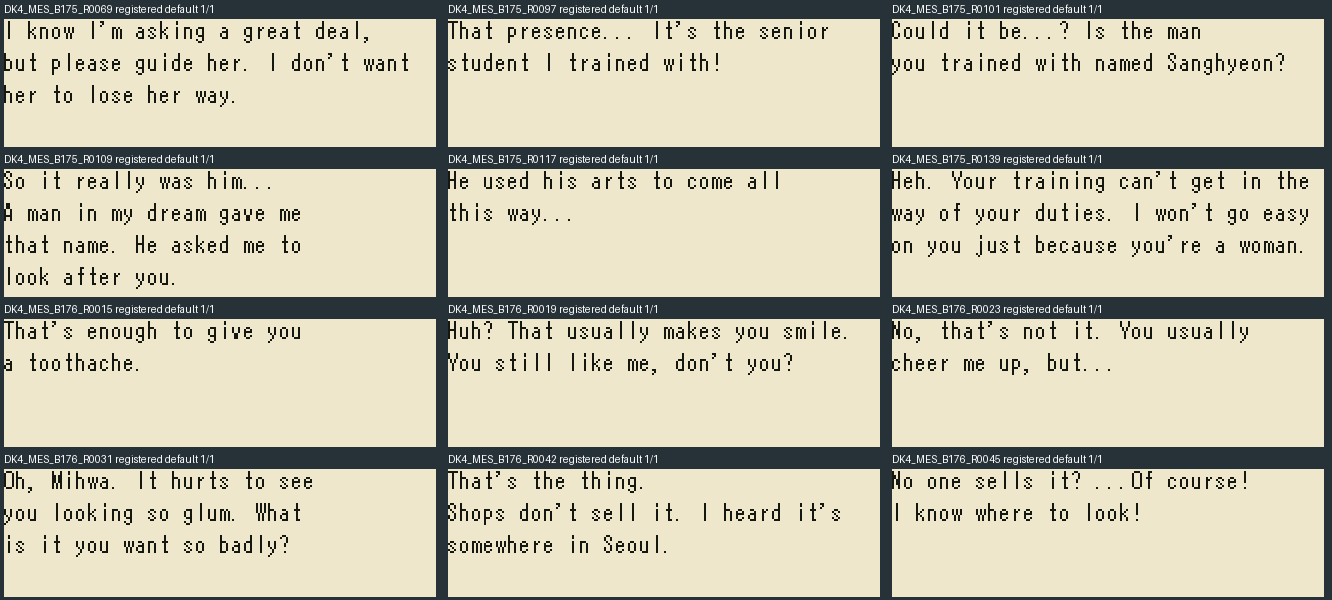 DK4_MES_B175_R0069 registered default 1/1
I know I'm asking a great deal,
but please guide her. I don't want
her to lose her way.
DK4_MES_B175_R0097 registered default 1/1
That presence... It's the senior
student I trained with!
DK4_MES_B175_R0101 registered default 1/1
Could it be...? Is the man
you trained with named Sanghyeon?
DK4_MES_B175_R0109 registered default 1/1
So it really was him...
A man in my dream gave me
that name. He asked me to
look after you.
DK4_MES_B175_R0117 registered default 1/1
He used his arts to come all
this way...
DK4_MES_B175_R0139 registered default 1/1
Heh. Your training can't get in the
way of your duties. I won't go easy
on you just because you're a woman.
DK4_MES_B176_R0015 registered default 1/1
That's enough to give you
a toothache.
DK4_MES_B176_R0019 registered default 1/1
Huh? That usually makes you smile.
You still like me, don't you?
DK4_MES_B176_R0023 registered default 1/1
No, that's not it. You usually
cheer me up, but...
DK4_MES_B176_R0031 registered default 1/1
Oh, Mihwa. It hurts to see
you looking so glum. What
is it you want so badly?
DK4_MES_B176_R0042 registered default 1/1
That's the thing.
Shops don't sell it. I heard it's
somewhere in Seoul.
DK4_MES_B176_R0045 registered default 1/1
No one sells it? ...Of course!
I know where to look!